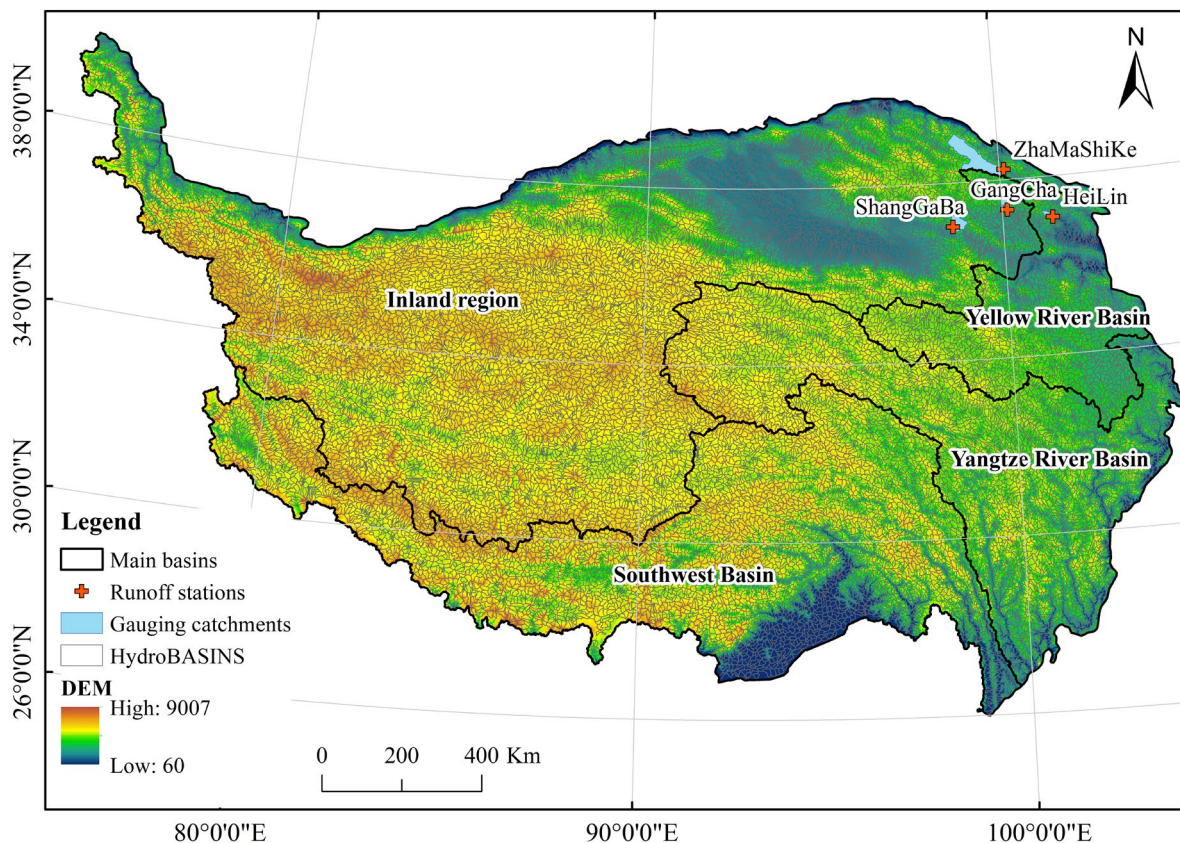 N
38°0'0"N
34°0'0"N
30°0'0"N
26°0'0"N
ZhaMaShiKe
GangCha
HeiLin
ShangGaBa
Inland region
Yellow River Basin
Yangtze River Basin
Southwest Basin
Legend
Main basins
Runoff stations
Gauging catchments
HydroBASINS
DEM
High: 9007
Low: 60
0 200 400 Km
80°0'0"E 90°0'0"E 100°0'0"E